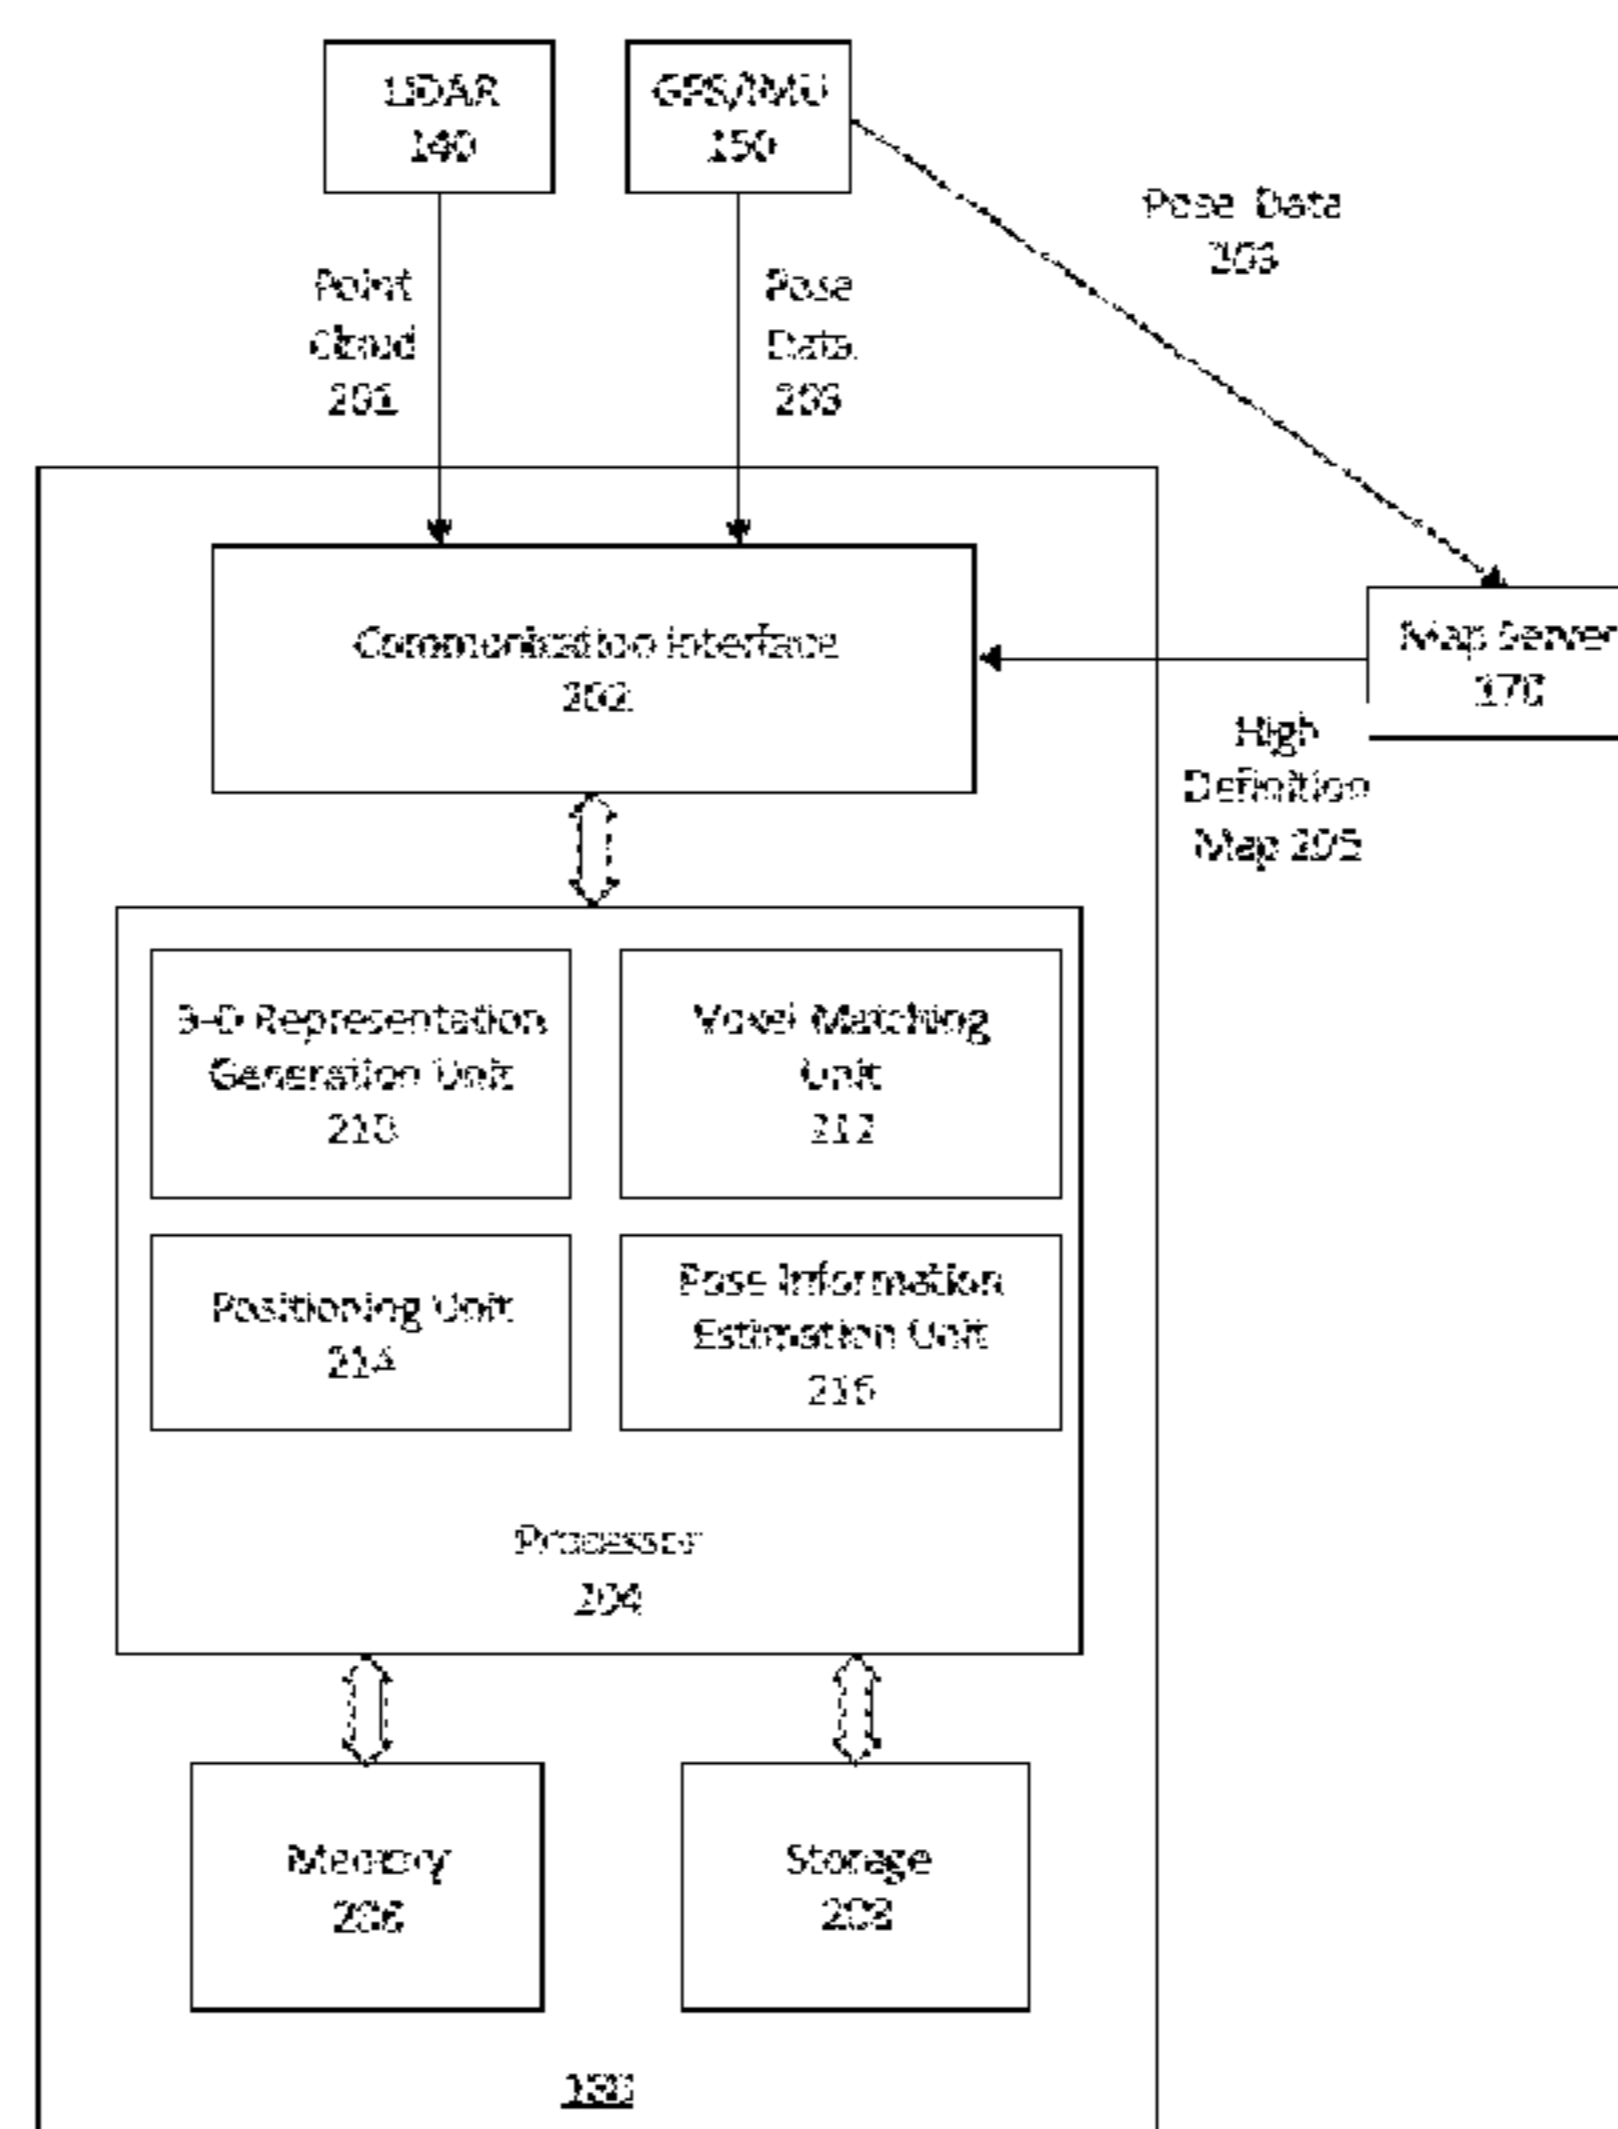 LiDAR
140
GPS/IMU
150
Pose Data
203
Point
Cloud
201
Pose
Data
203
Communication Interface
202
Map Server
170
High
Definition
Map 205
3-D Representation
Generation Unit
210
Voxel Matching
Unit
212
Positioning Unit
214
Pose Information
Estimation Unit
216
Processor
204
Memory
206
Storage
208